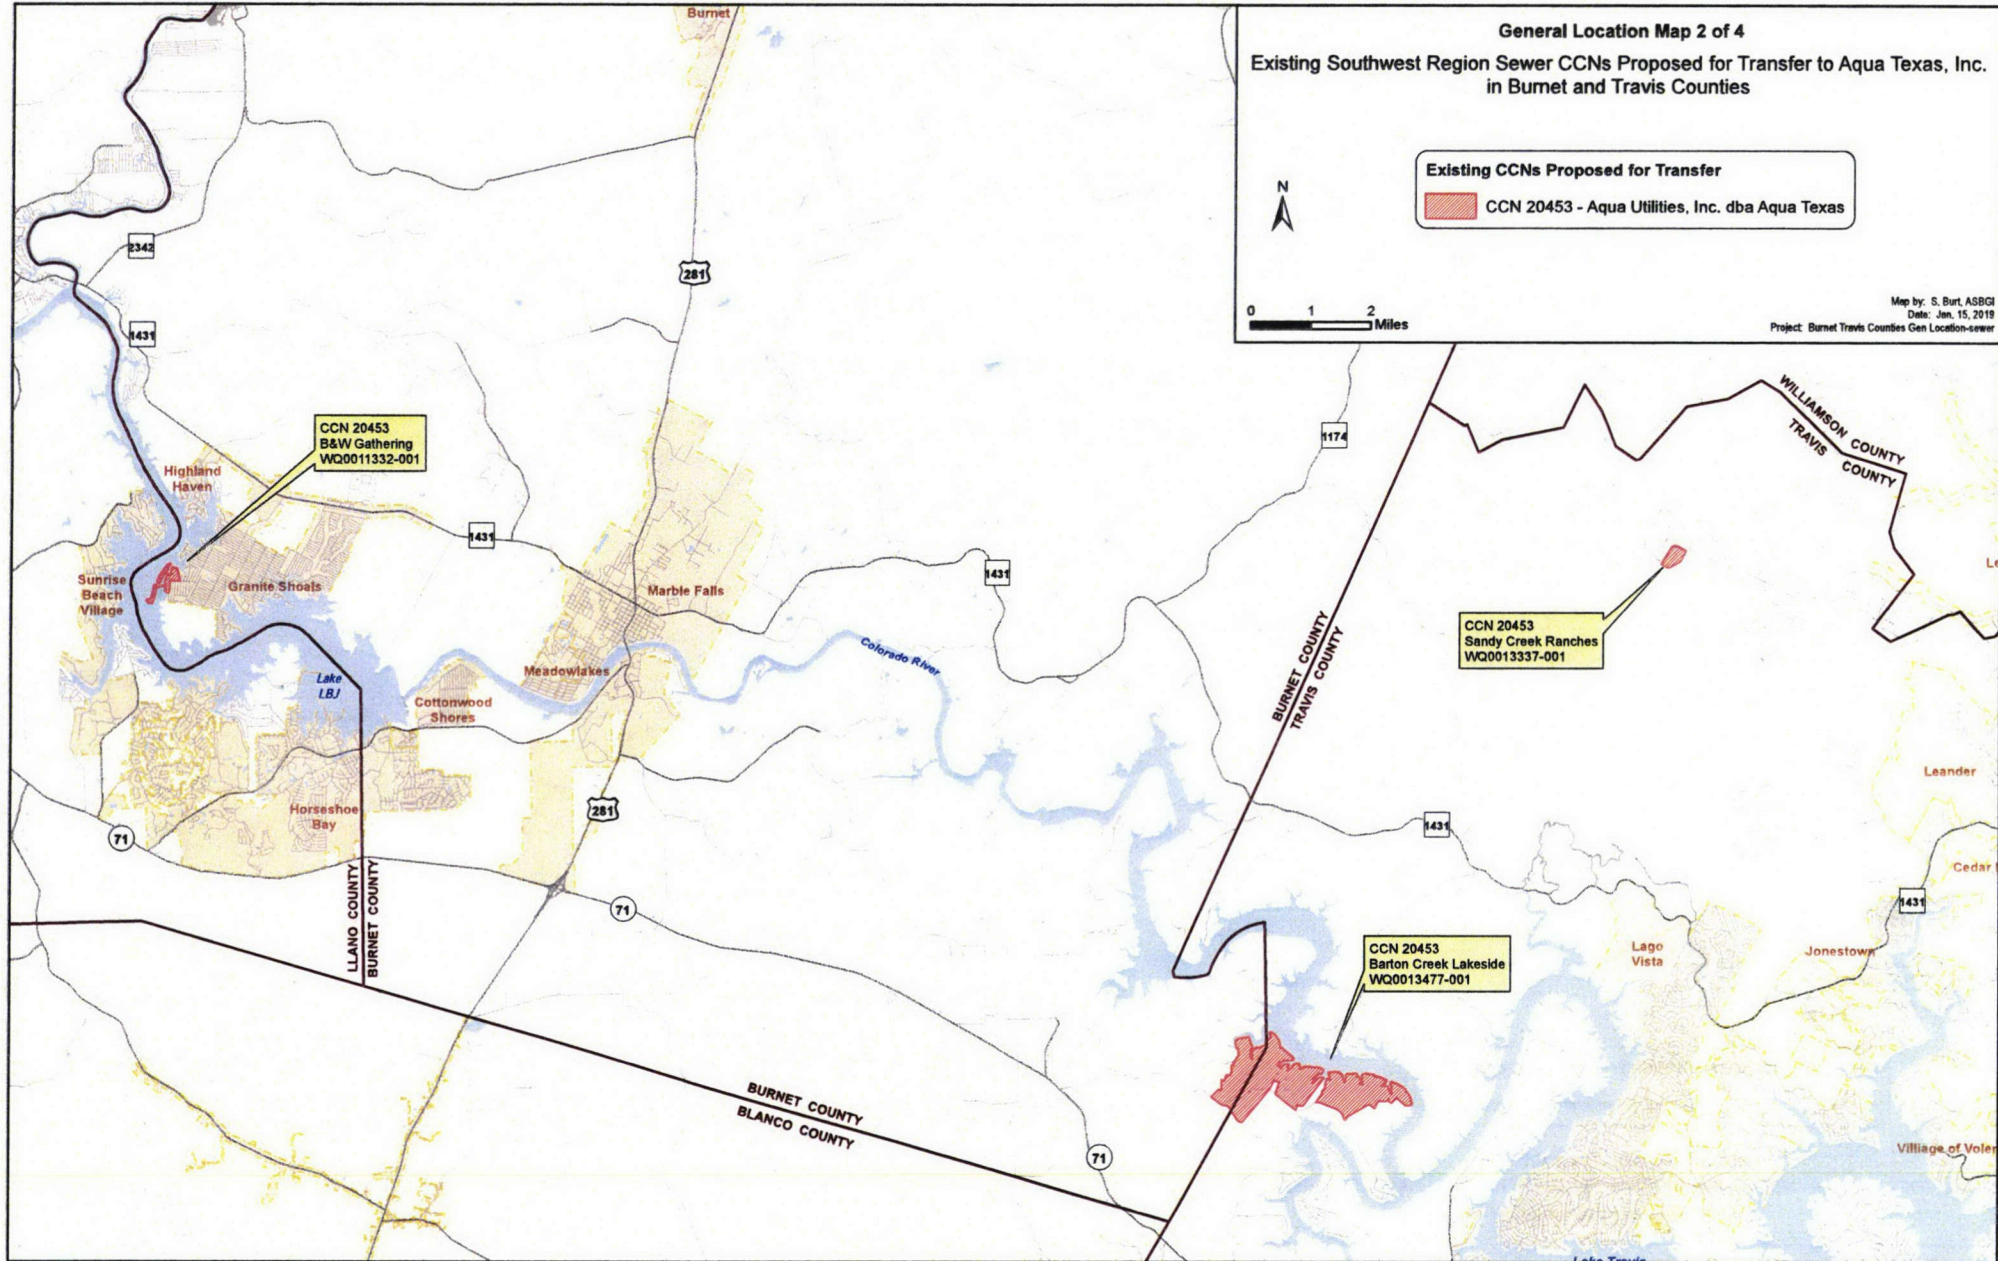 General Location Map 2 of 4
Existing Southwest Region Sewer CCNs Proposed for Transfer to Aqua Texas, Inc.
in Burnet and Travis Counties
Existing CCNs Proposed for Transfer
CCN 20453 - Aqua Utilities, Inc. dba Aqua Texas
N
0 1 2
Miles
Map by: S. Burt, ASBGI
Date: Jan. 15, 2019
Project: Burnet Travis Counties Gen Location-sewer
Burnet
2342
281
1431
CCN 20453
B&W Gathering
WQ0011332-001
Highland
Haven
1174
WILLIAMSON COUNTY
TRAVIS COUNTY
1431
Sunrise
Beach
Village
Granite Shoals
Marble Falls
1431
CCN 20453
Sandy Creek Ranches
WQ0013337-001
BURNET COUNTY
TRAVIS COUNTY
Colorado River
Meadowlakes
Lake
LBJ
Cottonwood
Shores
Leander
Horseshoe
Bay
281
71
1431
Cedar
1431
LLANO COUNTY
BURNET COUNTY
71
CCN 20453
Barton Creek Lakeside
WQ0013477-001
Lago
Vista
Jonestown
BURNET COUNTY
BLANCO COUNTY
71
Villiage of Voler
Lake Travis